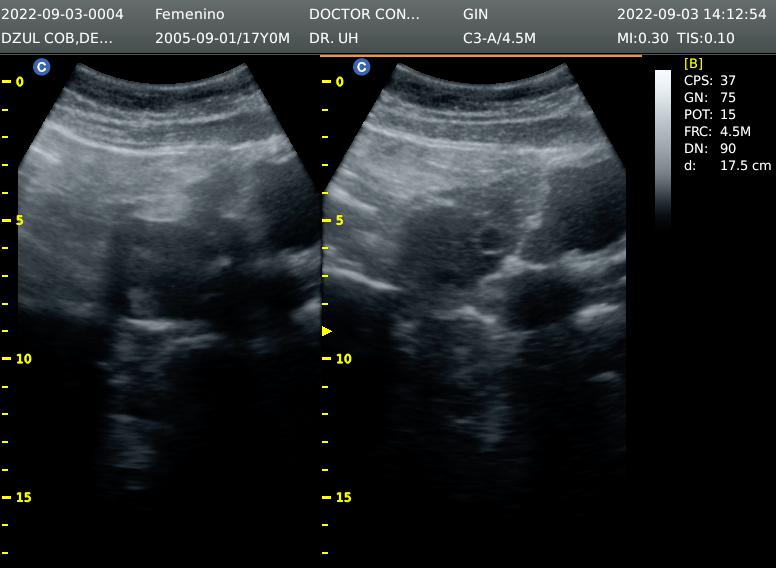 2022-09-03-0004 Femenino DOCTOR CON... GIN 2022-09-03 14:12:54
DZUL COB,DE... 2005-09-01/17Y0M DR. UH C3-A/4.5M MI:0.30 TIS:0.10
C
C
[B]
CPS: 37
GN: 75
POT: 15
FRC: 4.5M
DN: 90
d: 17.5 cm
0
5
10
15
0
5
10
15